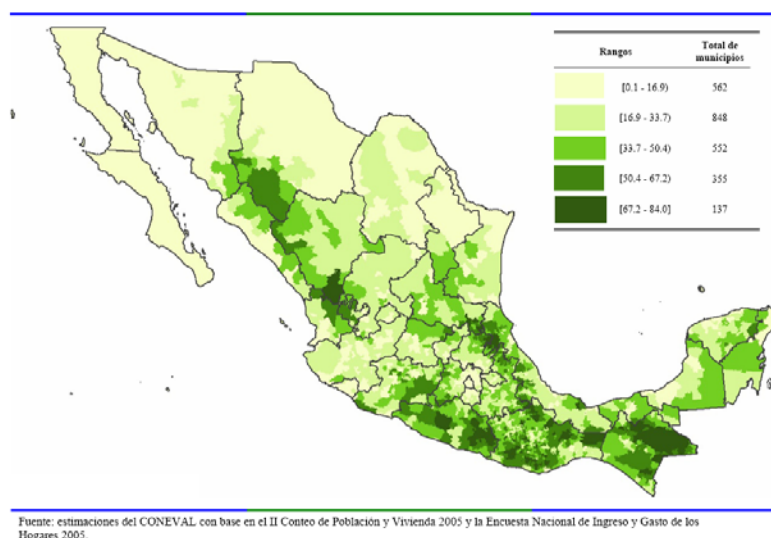 Rangos Total de municipios
[0.1 - 16.9) 562
[16.9 - 33.7) 848
[33.7 - 50.4) 552
[50.4 - 67.2) 355
[67.2 - 84.0] 137
Fuente: estimaciones del CONEVAL con base en el II Conteo de Población y Vivienda 2005 y la Encuesta Nacional de Ingreso y Gasto de los
Hogares 2005.